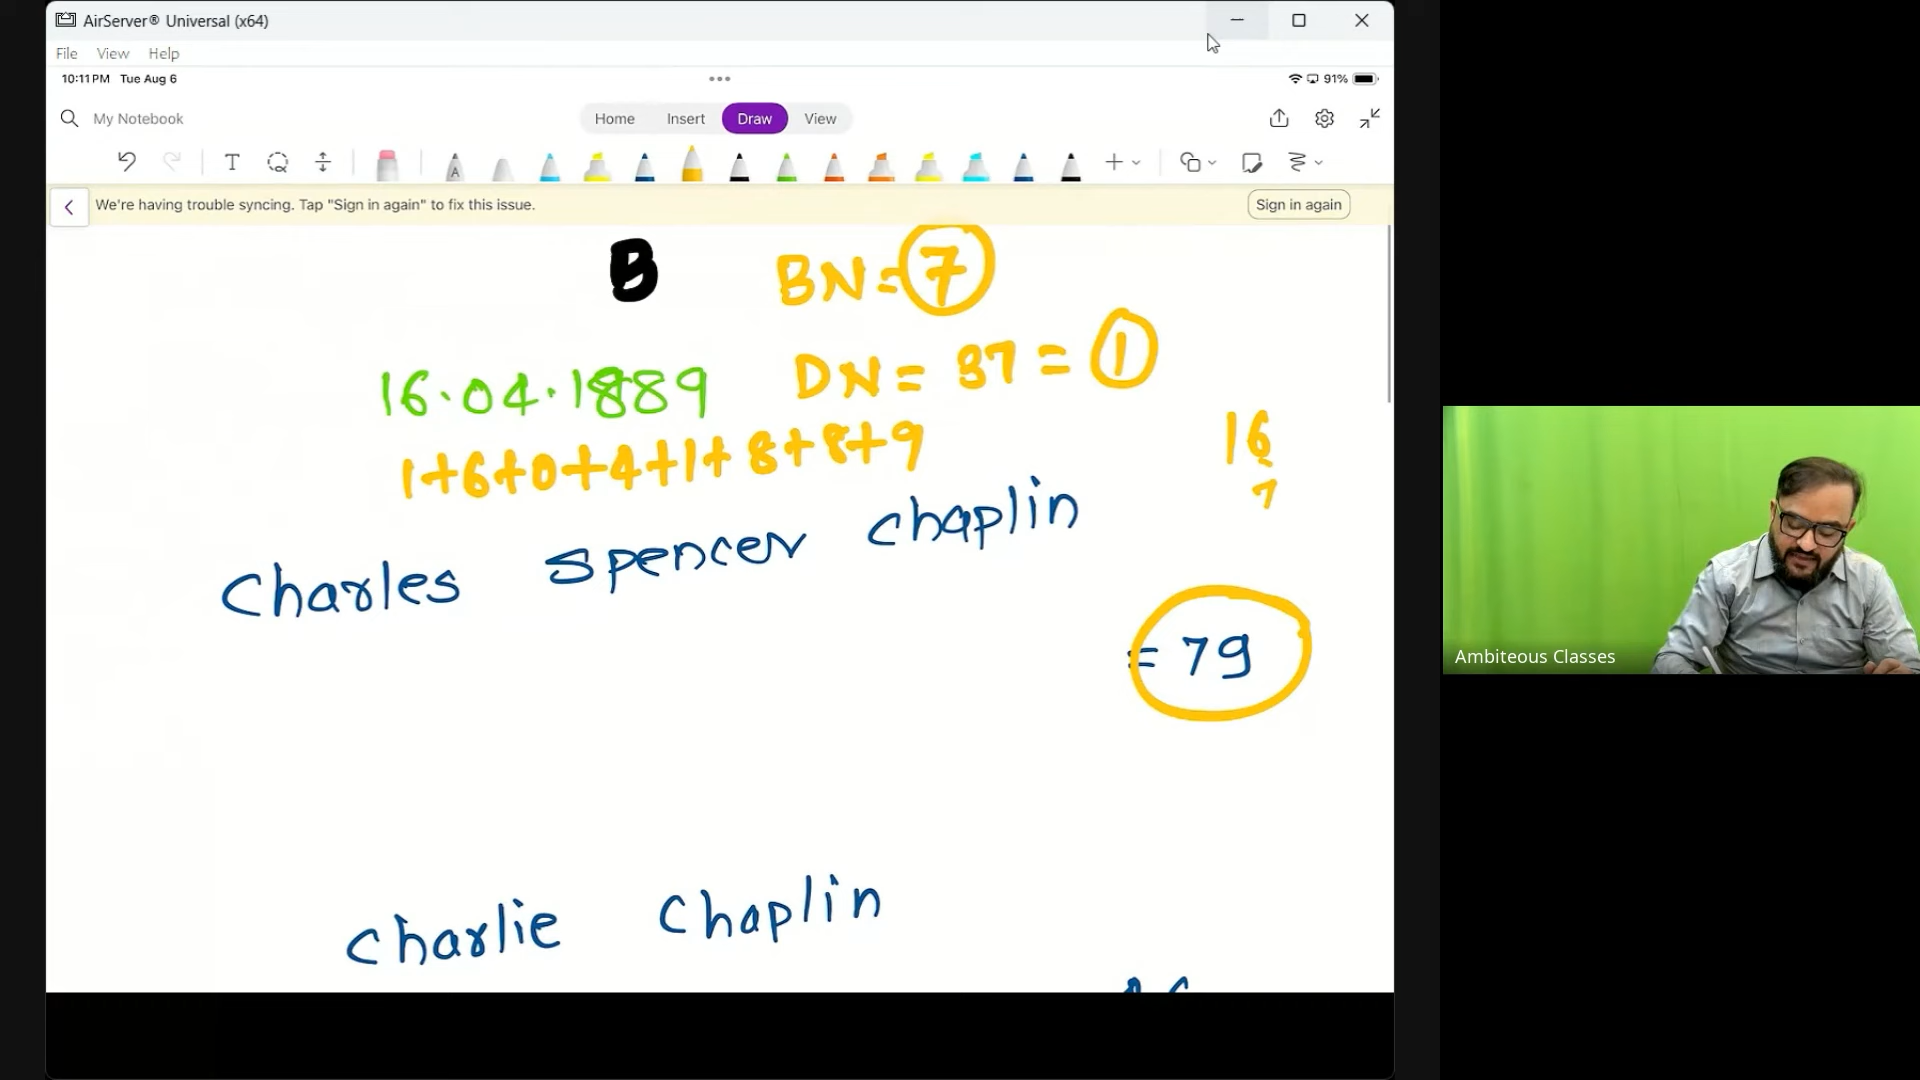 AirServer® Universal (x64)
File View Help
10:11 PM Tue Aug 6
91%
My Notebook
Home Insert Draw View
T A
We're having trouble syncing. Tap "Sign in again" to fix this issue.
Sign in again
B BN = 7
16.04.1889 DN = 37 = 1
1+6+0+4+1+8+8+9
16
7
Charles Spencer Chaplin
= 79
Charlie Chaplin
Ambiteous Classes